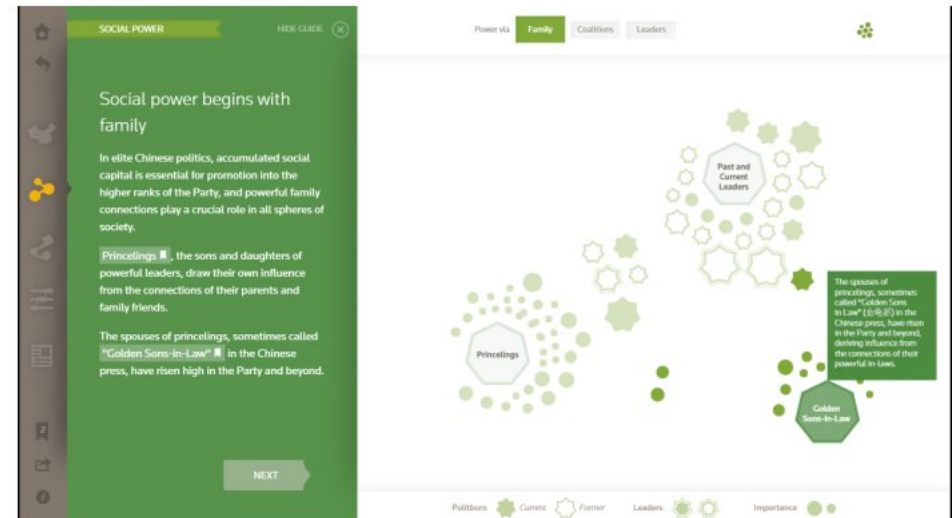 SOCIAL POWER
HIDE GUIDE
Social power begins with
family
In elite Chinese politics, accumulated social
capital is essential for promotion into the
higher ranks of the Party, and powerful family
connections play a crucial role in all spheres of
society.
Princelings , the sons and daughters of
powerful leaders, draw their own influence
from the connections of their parents and
family friends.
The spouses of princelings, sometimes called
"Golden Sons-in-Law" in the Chinese
press, have risen high in the Party and beyond.
NEXT
2
Power via Family Coalitions Leaders
Past and
Current
Leaders
Princelings
The spouses of
princelings, sometimes
called "Golden Sons
in Law" (金龟婿) in the
Chinese press, have risen
in the Party and beyond,
deriving influence from
the connections of their
powerful in-laws.
Golden
Sons-In-Law
Politburo Current Former Leaders Importance